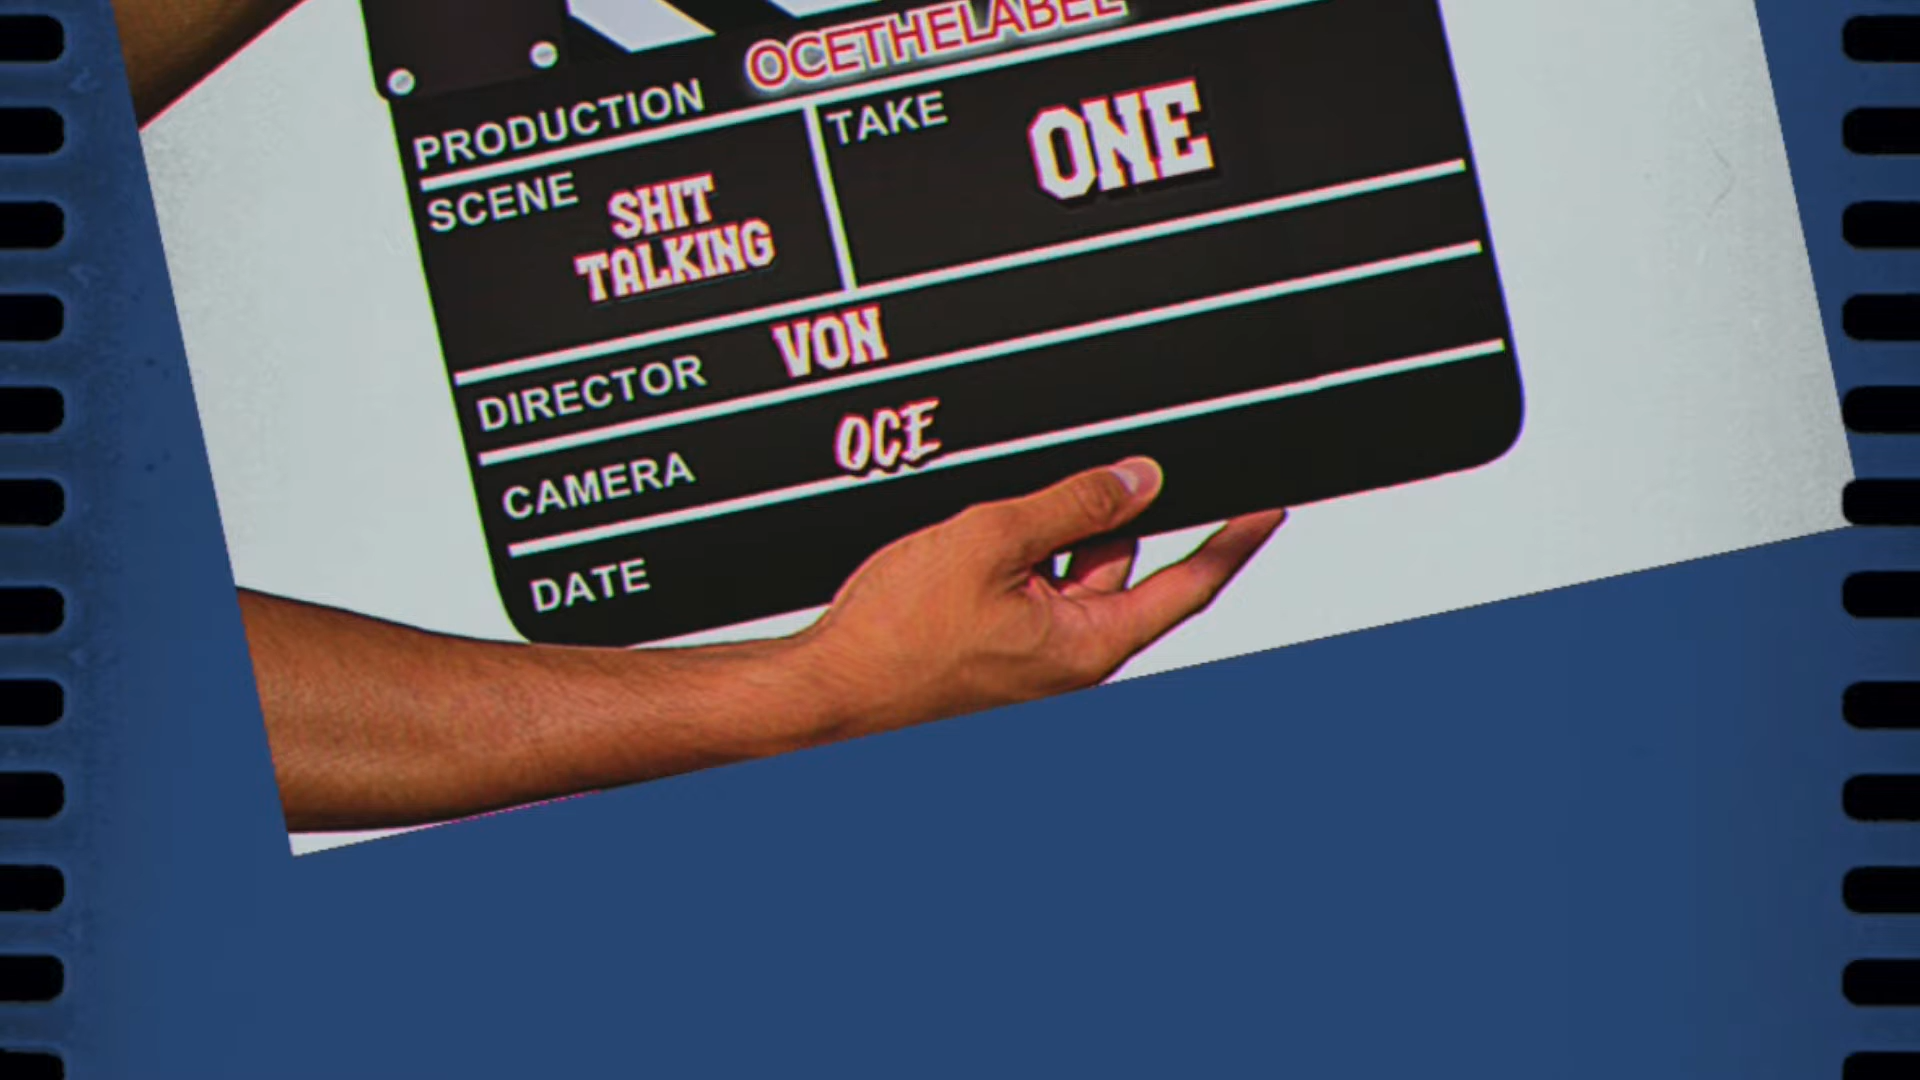 OCETHELABEL
PRODUCTION
SCENE
SHIT
TALKING
TAKE
ONE
DIRECTOR VON
CAMERA OCE
DATE